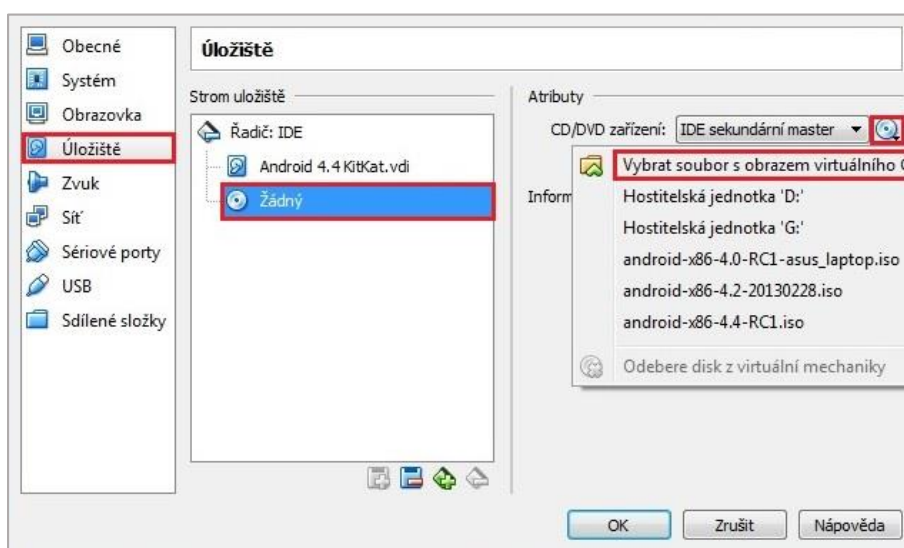 Obecné
Systém
Obrazovka
Úložiště
Zvuk
Síť
Sériové porty
USB
Sdílené složky
Úložiště
Strom uložiště
Řadič: IDE
Android 4.4 KitKat.vdi
Žádný
Atributy
CD/DVD zařízení: IDE sekundární master
Vybrat soubor s obrazem virtuálního
Inform
Hostitelská jednotka 'D:'
Hostitelská jednotka 'G:'
android-x86-4.0-RC1-asus_laptop.iso
android-x86-4.2-20130228.iso
android-x86-4.4-RC1.iso
Odebere disk z virtuální mechaniky
OK
Zrušit
Nápověda